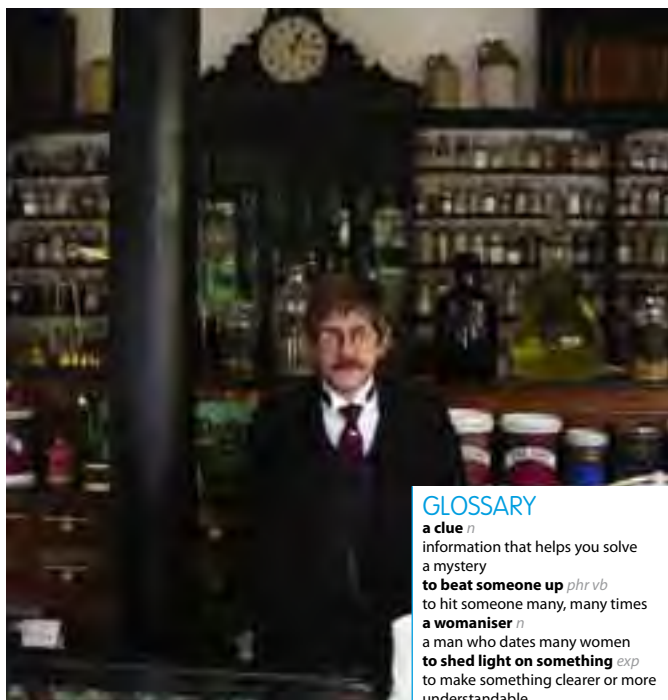 GLOSSARY
a clue n
information that helps you solve
a mystery
to beat someone up phr vb
to hit someone many, many times
a womaniser n
a man who dates many women
to shed light on something exp
to make something clearer or more
understandable